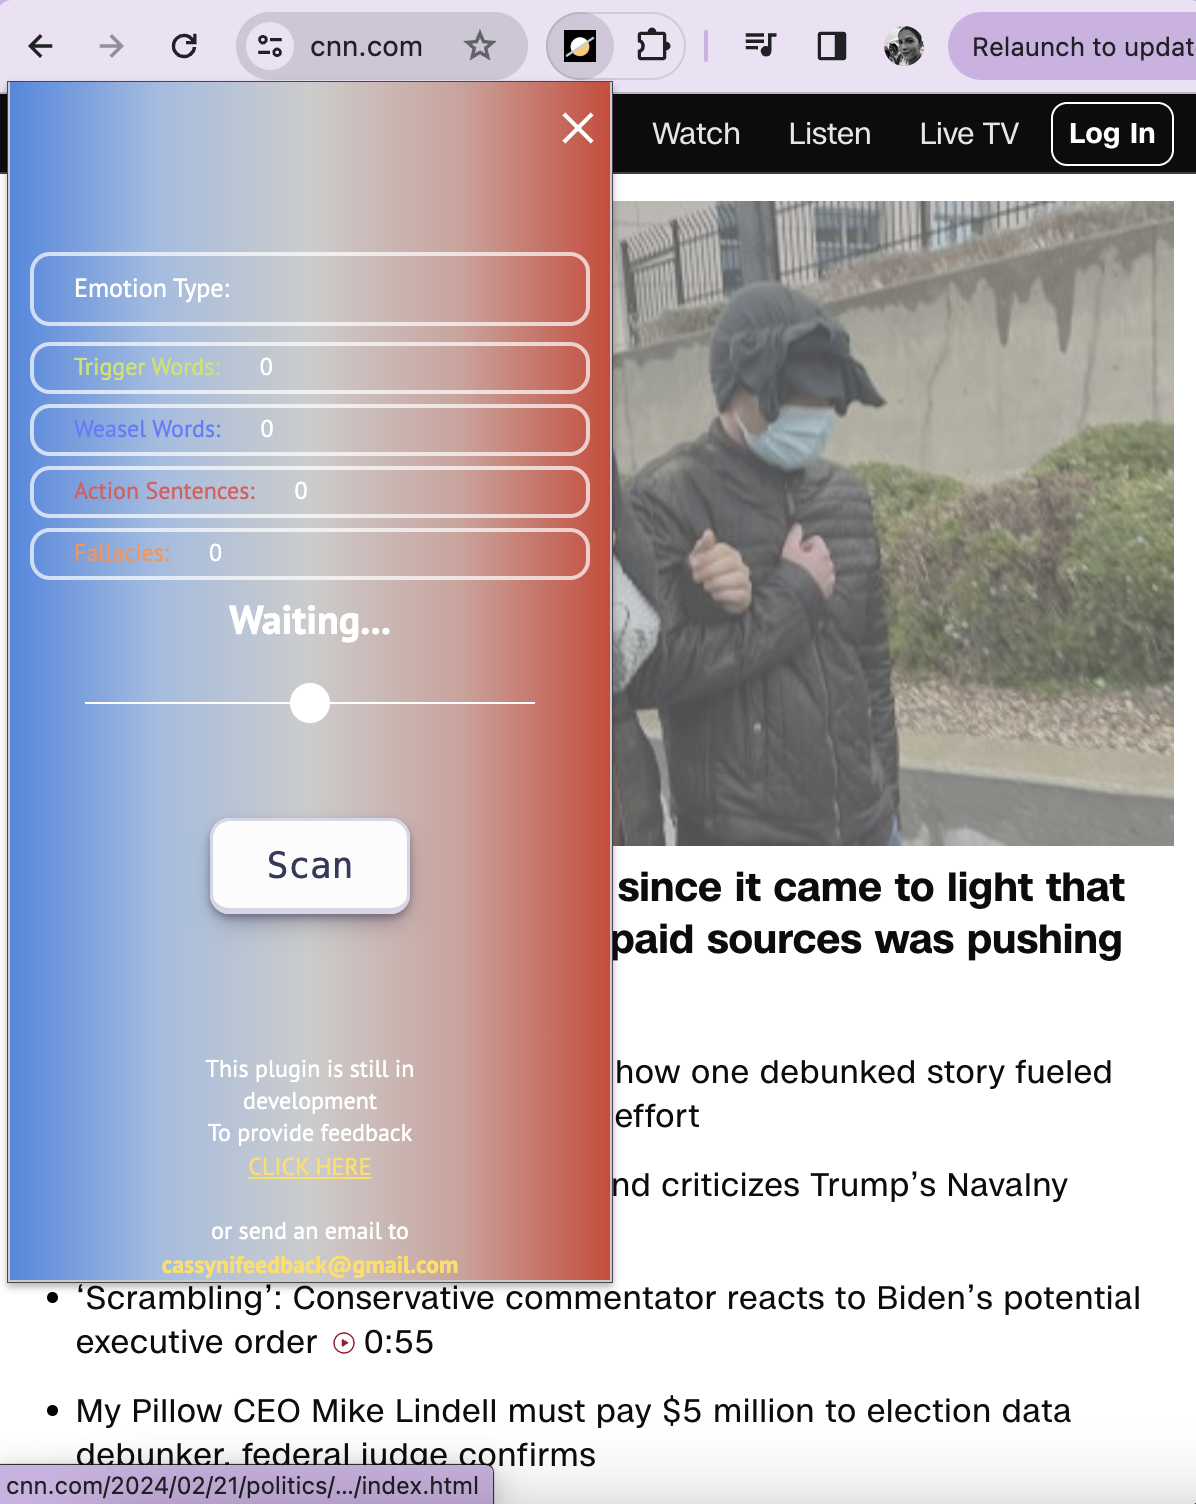 cnn.com
Relaunch to updat
Watch
Listen
Live TV
Log In
Emotion Type:
Trigger Words: 0
Weasel Words: 0
Action Sentences: 0
Fallacies: 0
Waiting...
Scan
This plugin is still in
development
To provide feedback
CLICK HERE
or send an email to
cassynifeedback@gmail.com
since it came to light that
paid sources was pushing
how one debunked story fueled
effort
nd criticizes Trump’s Navalny
• ‘Scrambling’: Conservative commentator reacts to Biden’s potential
executive order 0:55
• My Pillow CEO Mike Lindell must pay $5 million to election data
debunker, federal judge confirms
cnn.com/2024/02/21/politics/.../index.html